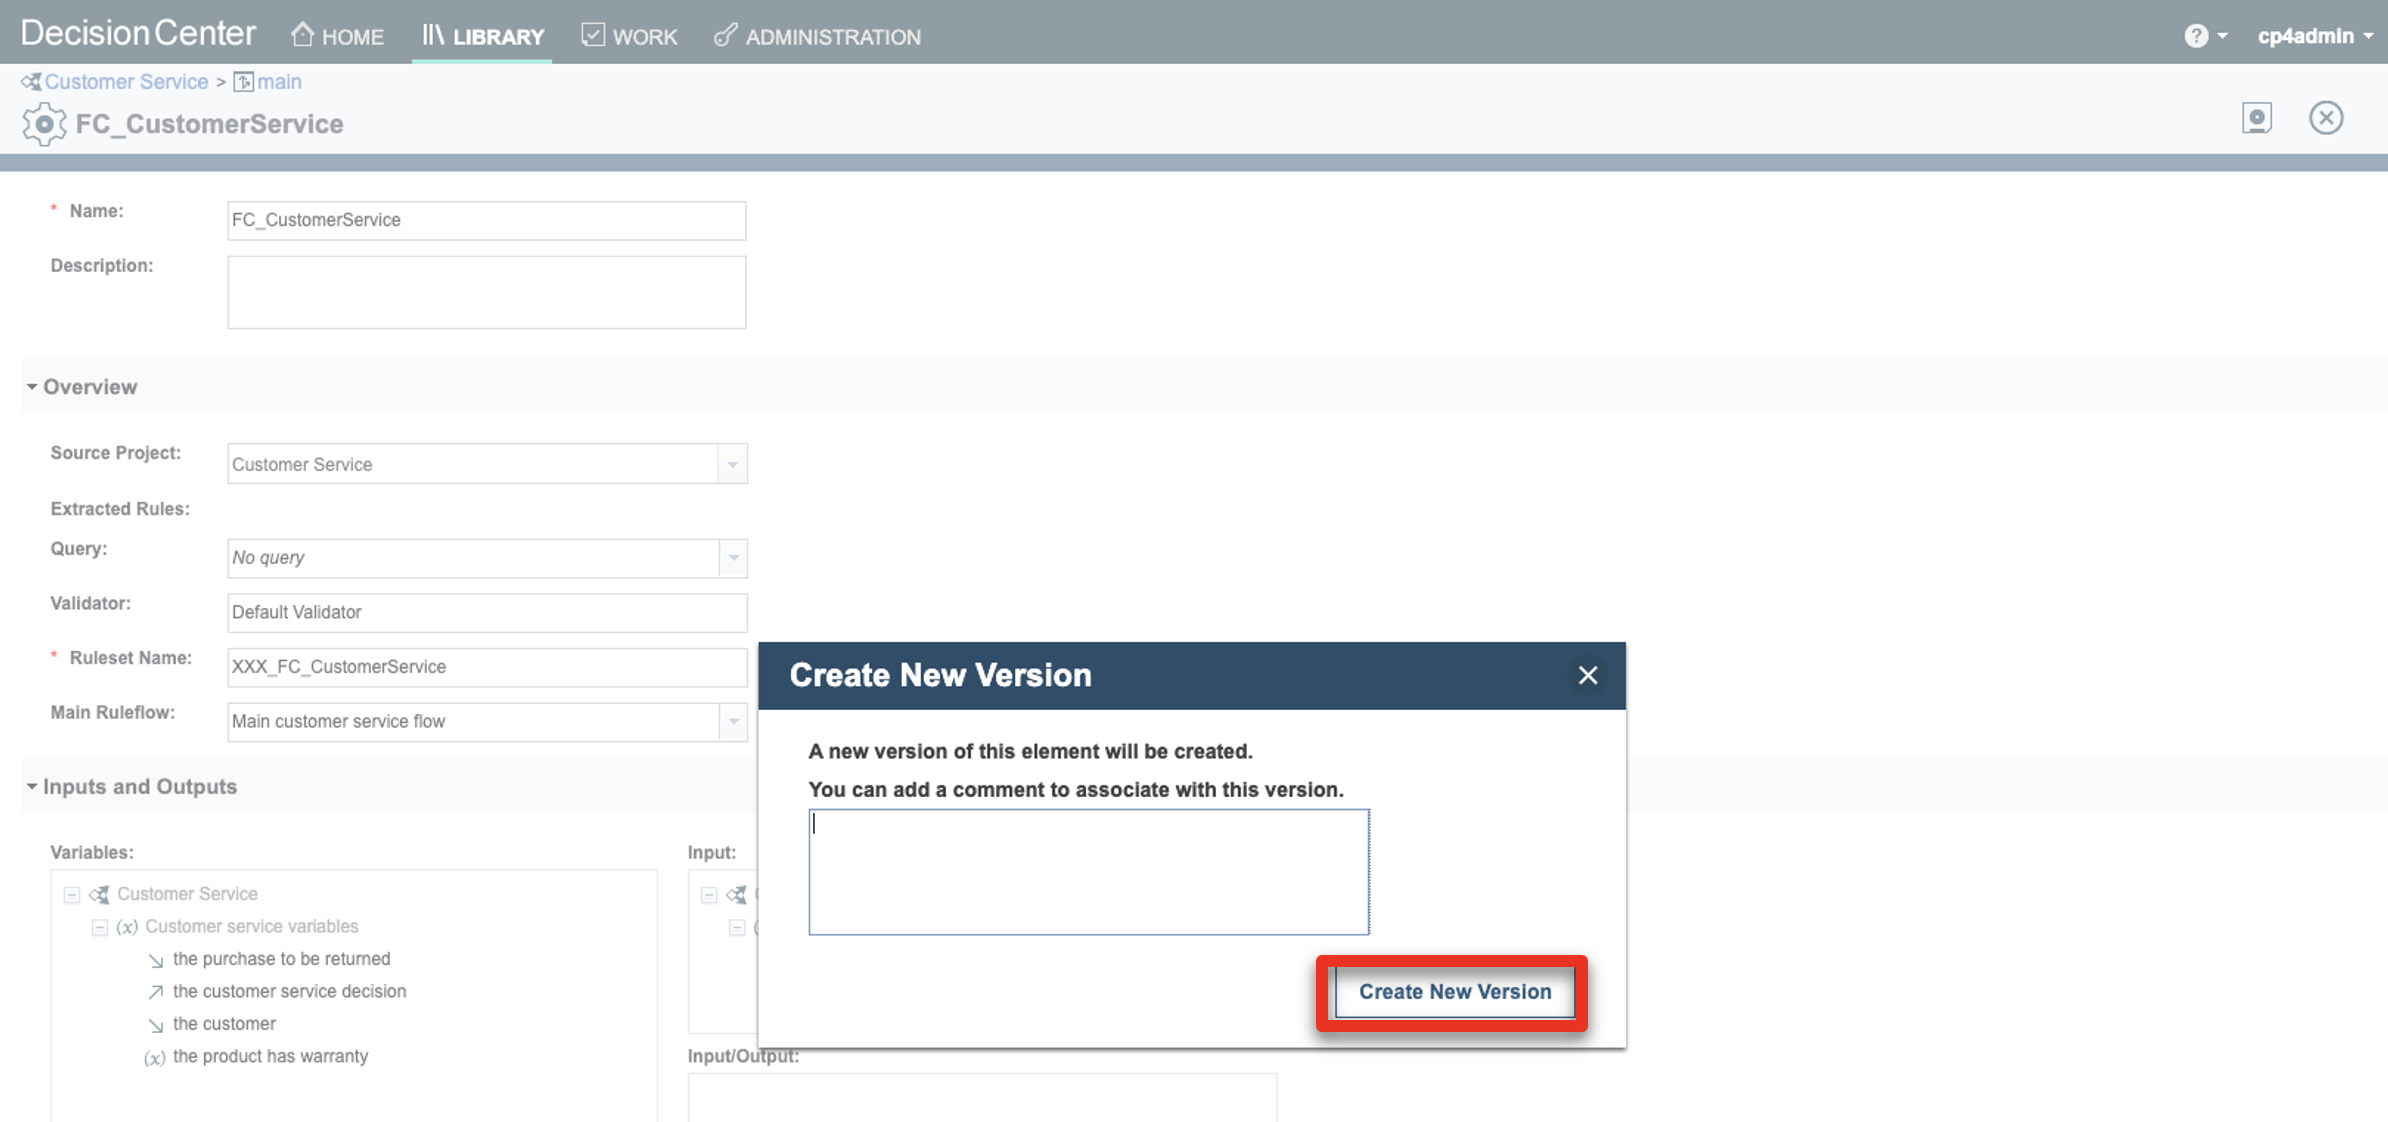 Decision Center HOME LIBRARY WORK ADMINISTRATION ? cp4admin
Customer Service > main
FC_CustomerService
* Name: FC_CustomerService
Description:
Overview
Source Project: Customer Service
Extracted Rules:
Query: No query
Validator: Default Validator
* Ruleset Name: XXX_FC_CustomerService
Main Ruleflow: Main customer service flow
Create New Version
A new version of this element will be created.
You can add a comment to associate with this version.
Create New Version
Inputs and Outputs
Variables:
Customer Service
(x) Customer service variables
the purchase to be returned
the customer service decision
the customer
(x) the product has warranty
Input:
Input/Output: